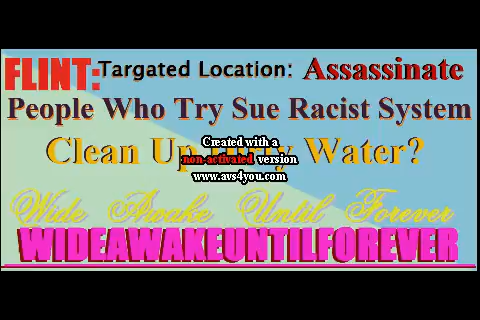 FLINT: Targated Location: Assassinate
People Who Try Sue Racist System
Clean Up Dirty Water?
Created with a
non-activated version
www.avs4you.com
Wide Awake Until Forever
WIDEAWAKEUNTILFOREVER